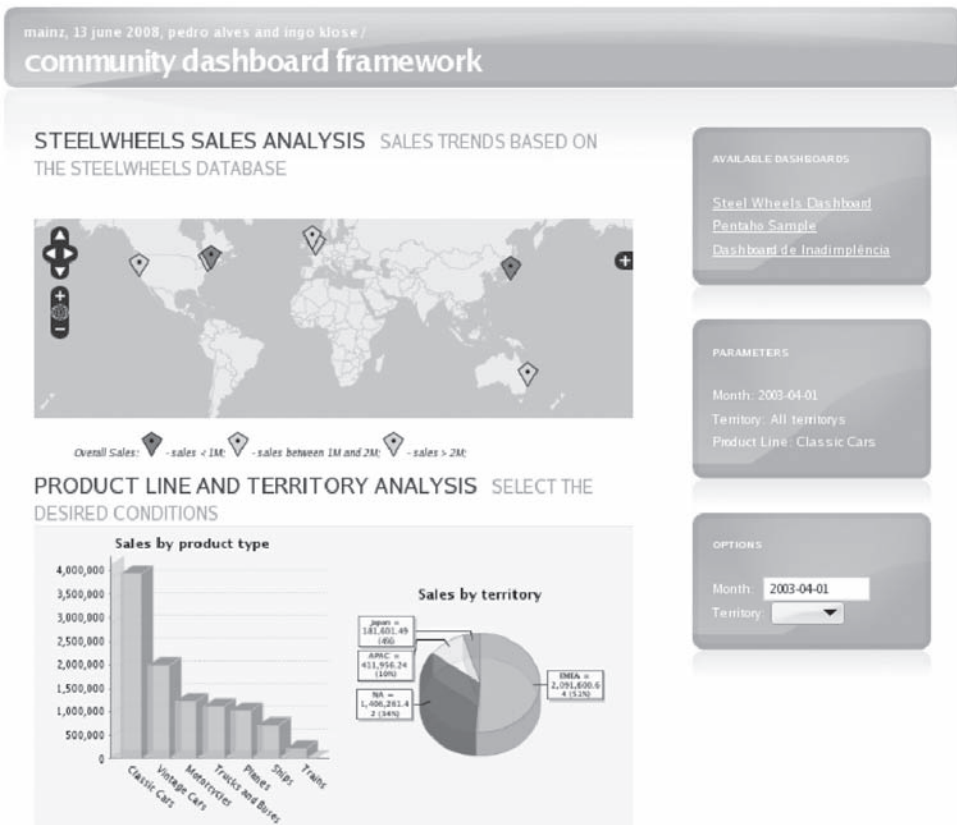 mainz, 13 june 2008, pedro alves and ingo klose /
community dashboard framework
STEELWHEELS SALES ANALYSIS SALES TRENDS BASED ON
THE STEELWHEELS DATABASE
Overall Sales: - sales < 1M; - sales between 1M and 2M; - sales > 2M;
PRODUCT LINE AND TERRITORY ANALYSIS SELECT THE
DESIRED CONDITIONS
Sales by product type
4,000,000
3,500,000
3,000,000
2,500,000
2,000,000
1,500,000
1,000,000
500,000
0
Classic Cars
Vintage Cars
Motorcycles
Trucks and Buses
Planes
Ships
Trains
Sales by territory
Japan =
181,601.49
APAC =
411,956.24
(10%)
NA =
1,406,261.4
2 (34%)
EMEA =
2,091,600.6
4 (51%)
AVAILABLE DASHBOARDS
Steel Wheels Dashboard
Pentaho Sample
Dashboard de Inadimplência
PARAMETERS
Month: 2003-04-01
Territory: All territorys
Product Line: Classic Cars
OPTIONS
Month: 2003-04-01
Territory: